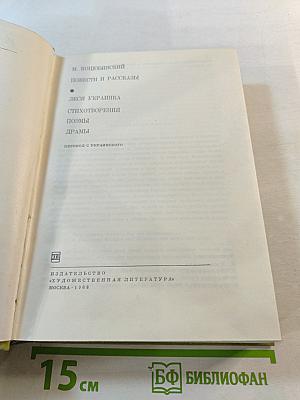 М. КОЦЮБИНСКИЙ
ПОВЕСТИ И РАССКАЗЫ
ЛЕСЯ УКРАИНКА
СТИХОТВОРЕНИЯ
ПОЭМЫ
ДРАМЫ
ПЕРЕВОД С УКРАИНСКОГО
ИЗДАТЕЛЬСТВО
«ХУДОЖЕСТВЕННАЯ ЛИТЕРАТУРА»
МОСКВА · 1968
15 см
БФ БИБЛИОФАН